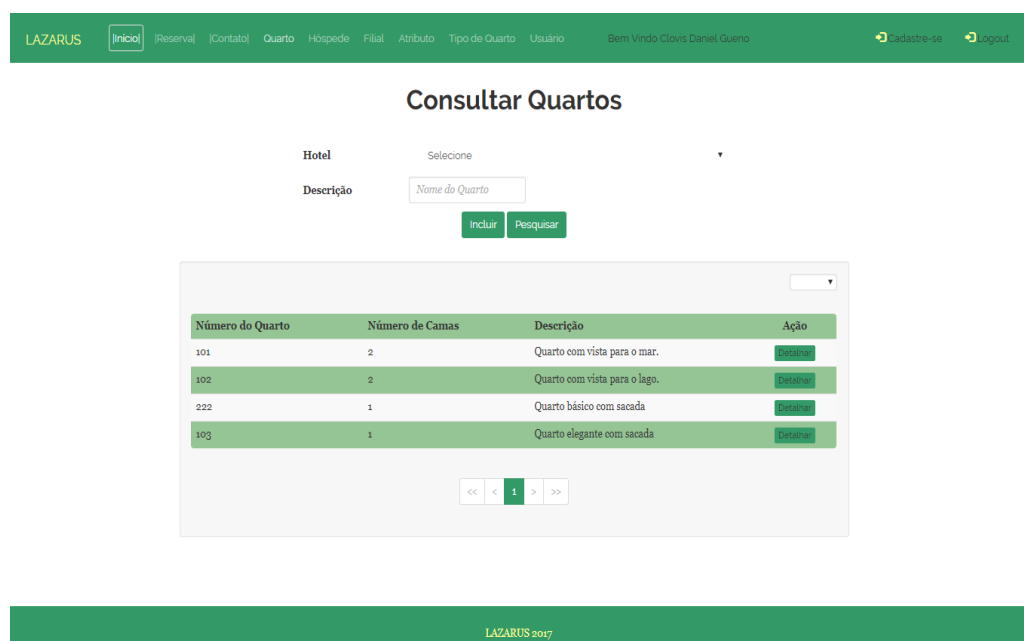 LAZARUS |Início| |Reserva| |Contato| Quarto Hóspede Filial Atributo Tipo de Quarto Usuário Bem Vindo Clovis Daniel Gueno Cadastre-se Logout
Consultar Quartos
Hotel Selecione
Descrição Nome do Quarto
Incluir Pesquisar
Número do Quarto Número de Camas Descrição Ação
101 2 Quarto com vista para o mar. Detalhar
102 2 Quarto com vista para o lago. Detalhar
222 1 Quarto básico com sacada Detalhar
103 1 Quarto elegante com sacada Detalhar
<< < 1 > >>
LAZARUS 2017